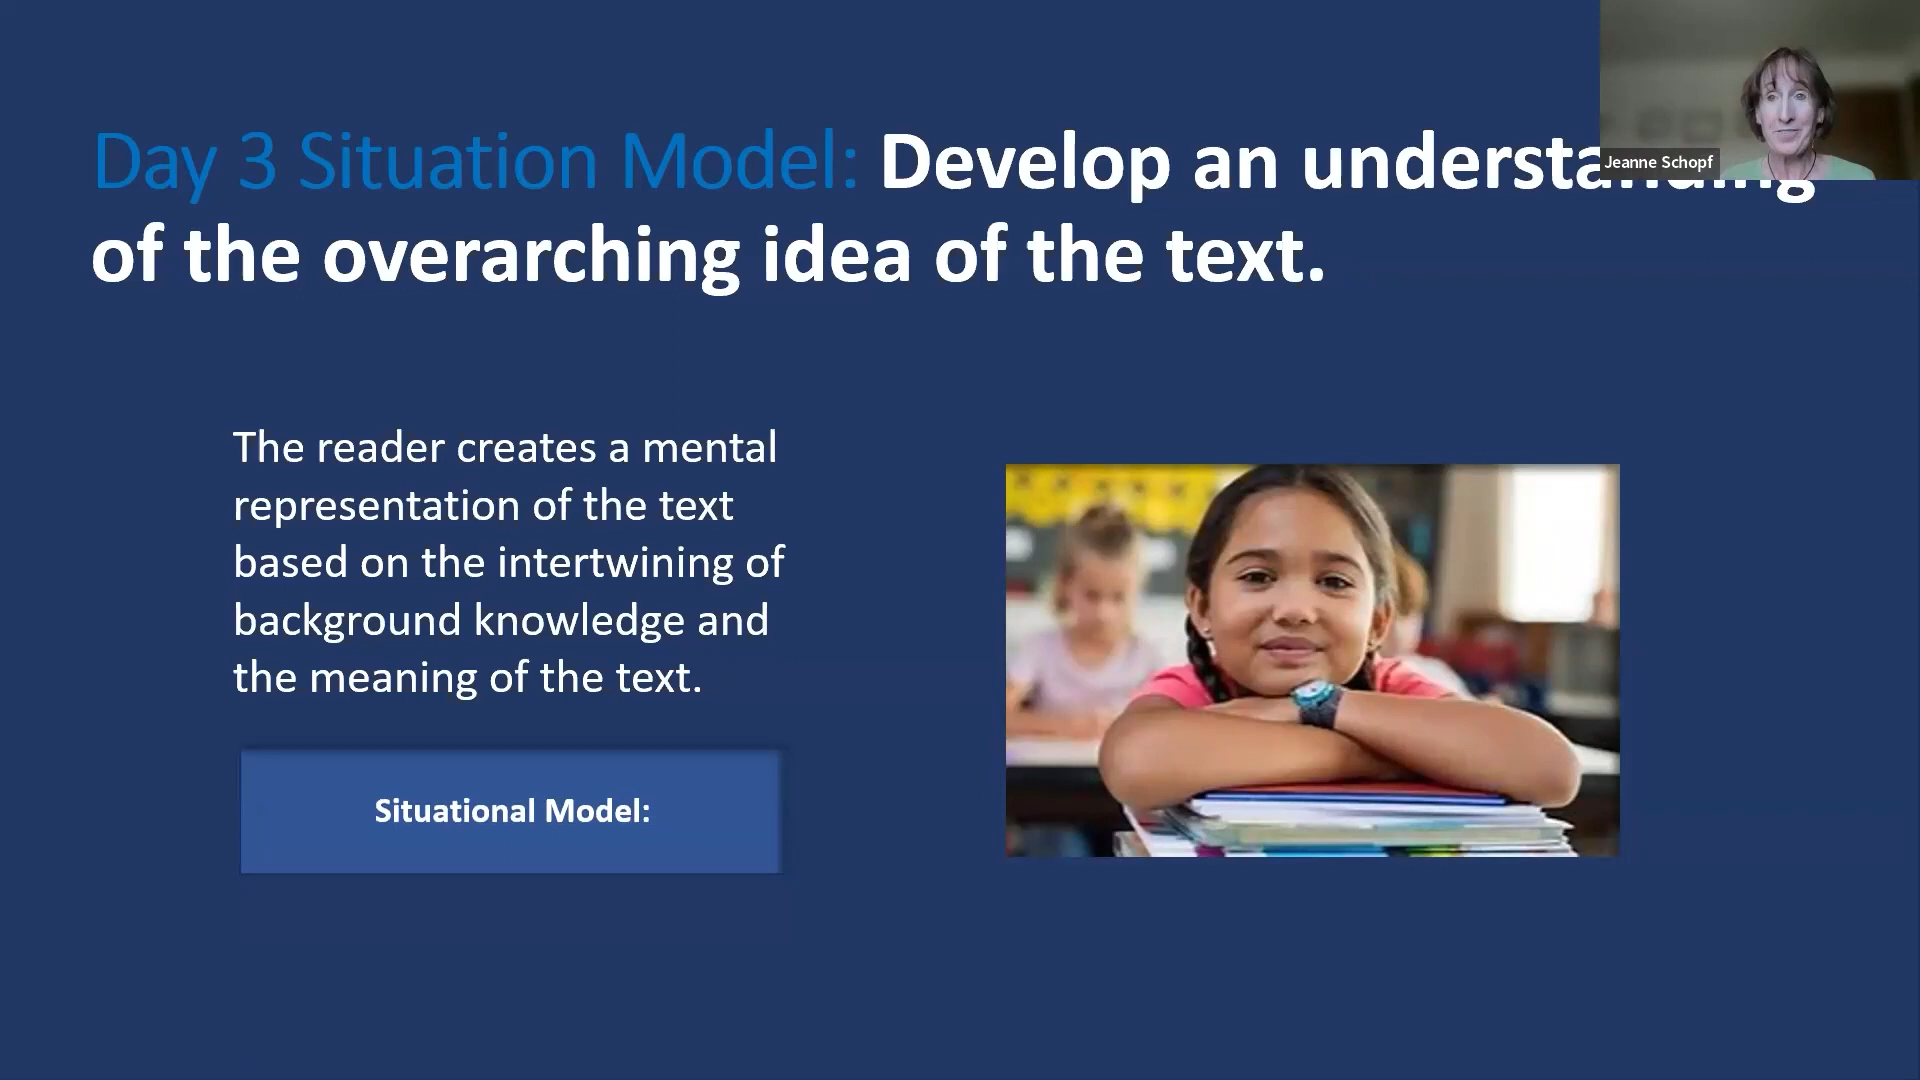 Day 3 Situation Model: Develop an understanding
of the overarching idea of the text.
Jeanne Schopf
The reader creates a mental
representation of the text
based on the intertwining of
background knowledge and
the meaning of the text.
Situational Model: